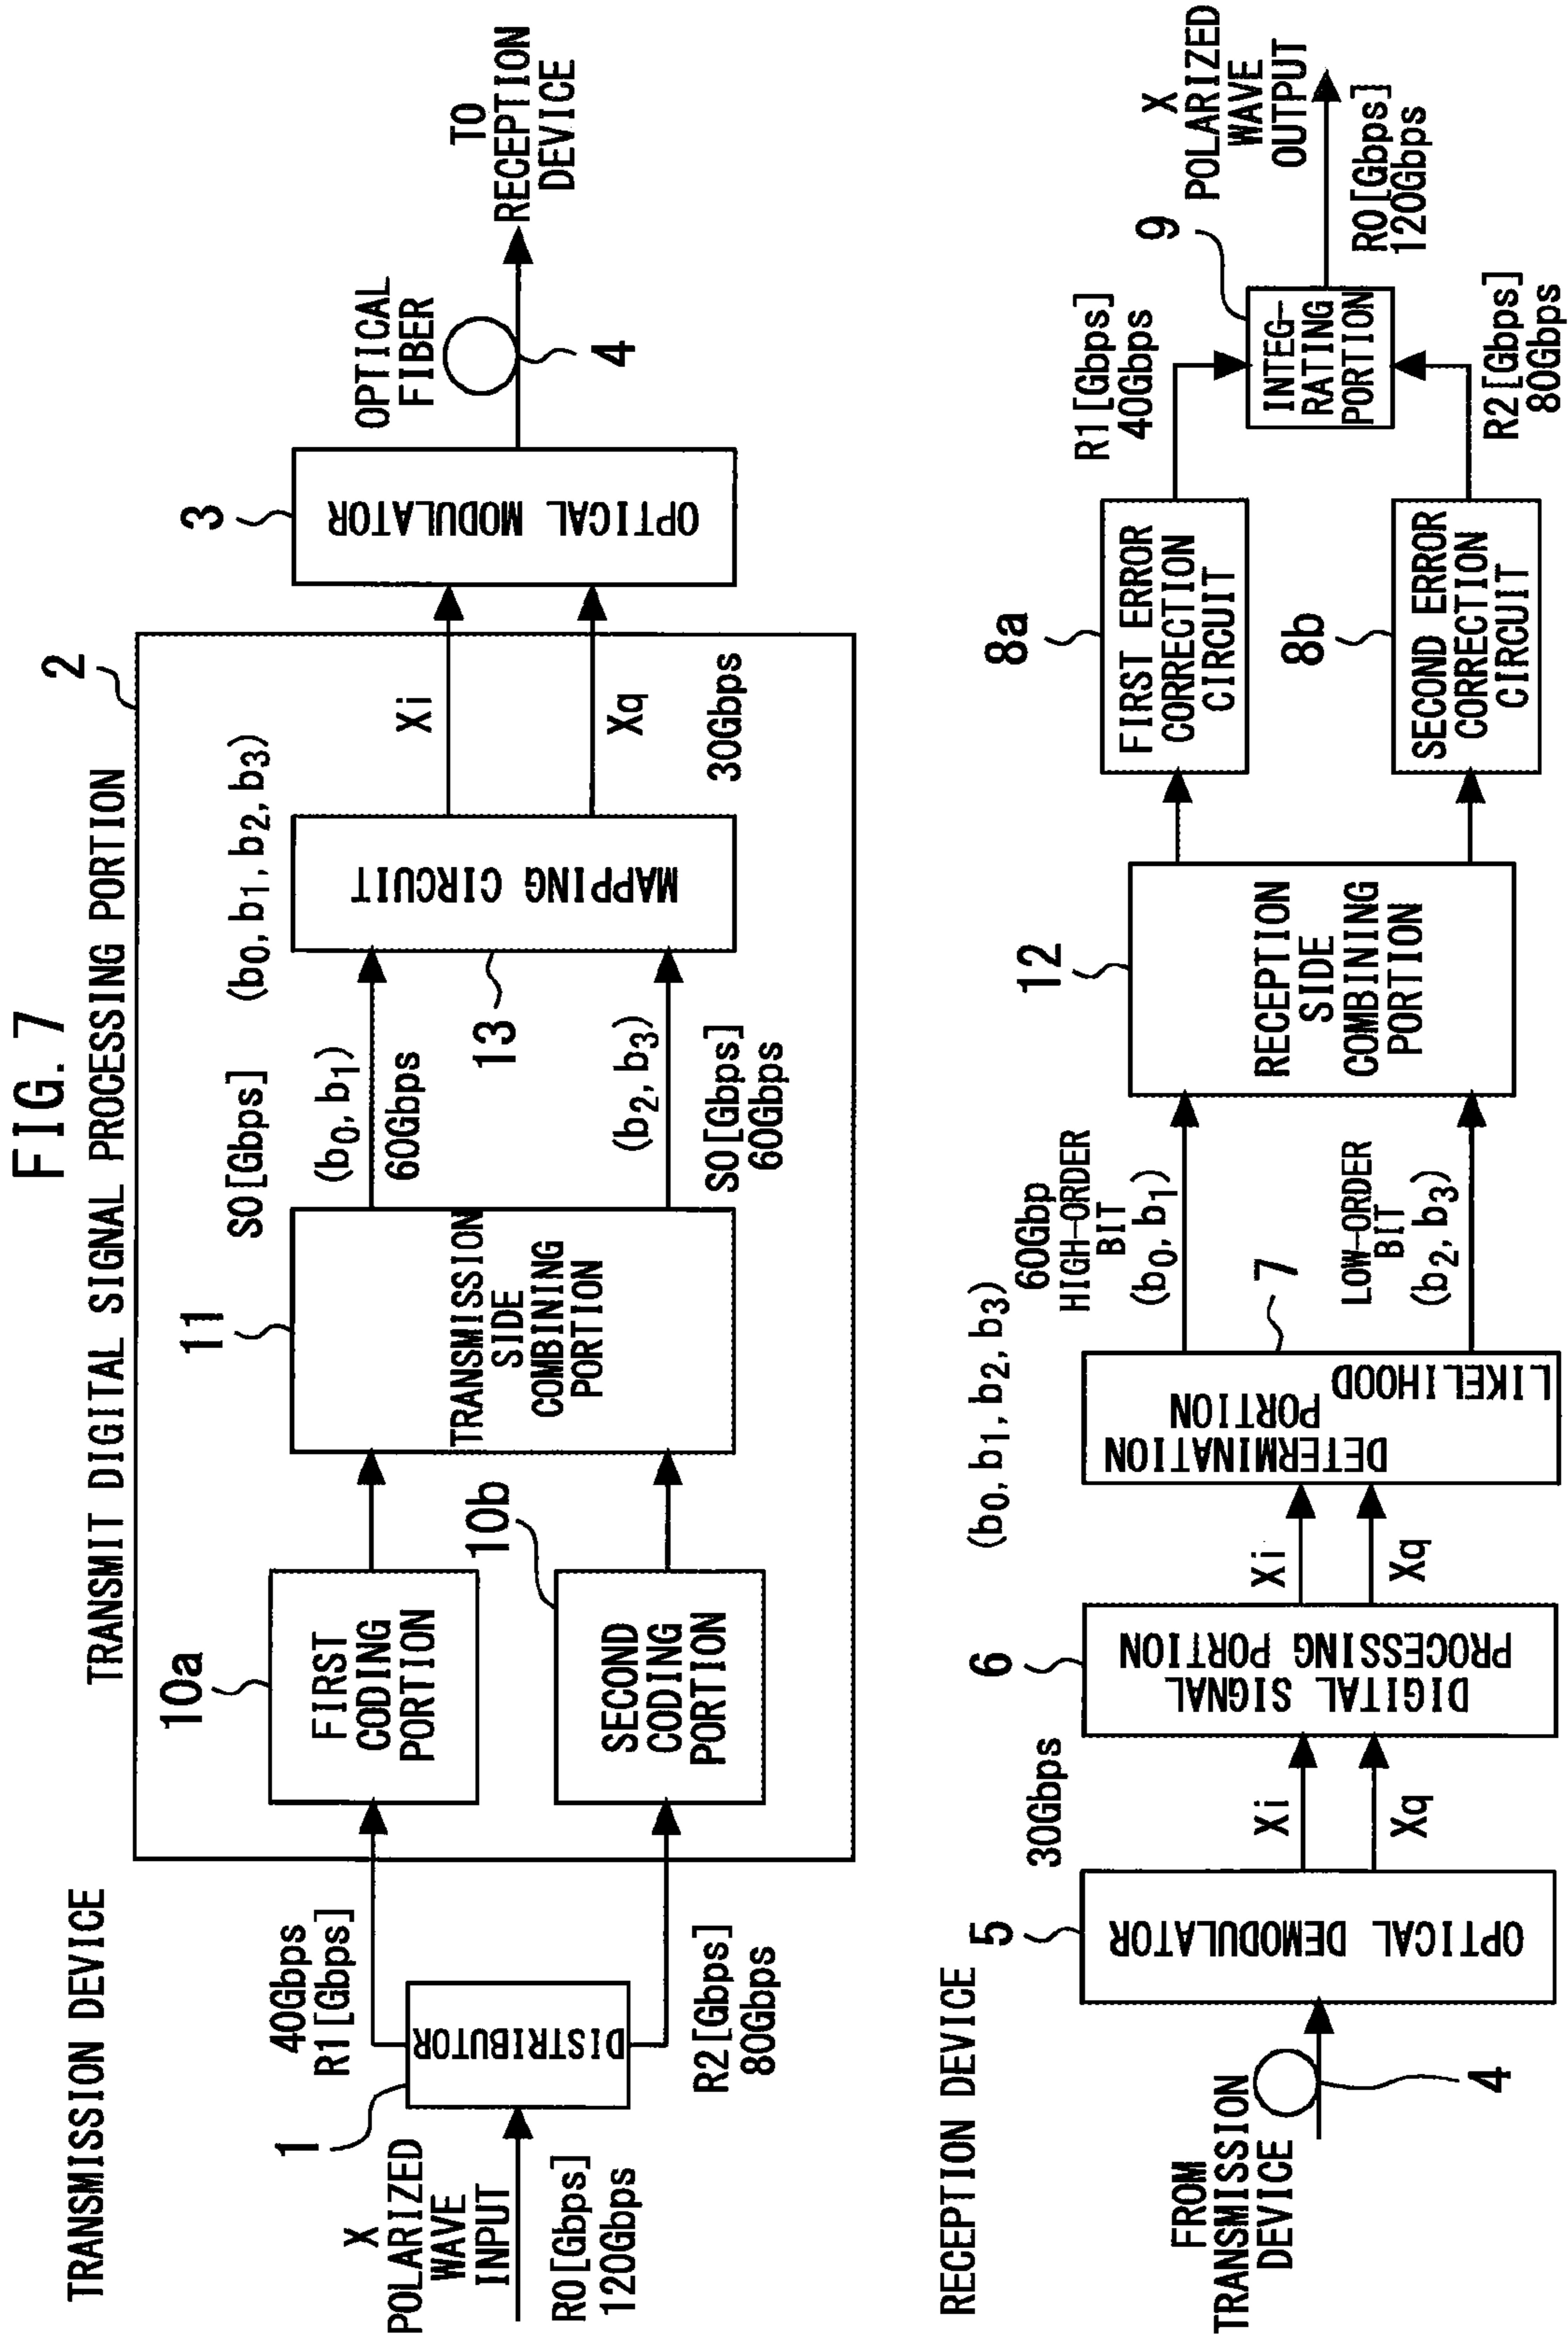 FIG. 7
TRANSMISSION DEVICE
TRANSMIT DIGITAL SIGNAL PROCESSING PORTION
2
X
POLARIZED
WAVE
INPUT
R0[Gbps]
120Gbps
1
DISTRIBUTOR
40Gbps
R1[Gbps]
R2[Gbps]
80Gbps
10a
FIRST
CODING
PORTION
10b
SECOND
CODING
PORTION
11
TRANSMISSION
SIDE
COMBINING
PORTION
S0[Gbps]
(b0, b1)
60Gbps
(b2, b3)
S0[Gbps]
60Gbps
13
MAPPING CIRCUIT
(b0, b1, b2, b3)
Xi
Xq
30Gbps
3
OPTICAL MODULATOR
OPTICAL
FIBER
4
TO
RECEPTION
DEVICE
RECEPTION DEVICE
FROM
TRANSMISSION
DEVICE
4
5
OPTICAL DEMODULATOR
30Gbps
Xi
Xq
6
DIGITAL SIGNAL
PROCESSING PORTION
Xi
Xq
(b0, b1, b2, b3)
LIKELIHOOD
DETERMINATION
PORTION
7
60Gbp
HIGH-ORDER
BIT
(b0, b1)
LOW-ORDER
BIT
(b2, b3)
12
RECEPTION
SIDE
COMBINING
PORTION
8a
FIRST ERROR
CORRECTION
CIRCUIT
8b
SECOND ERROR
CORRECTION
CIRCUIT
R1[Gbps]
40Gbps
R2[Gbps]
80Gbps
9
INTEG-
RATING
PORTION
X
POLARIZED
WAVE
OUTPUT
R0[Gbps]
120Gbps